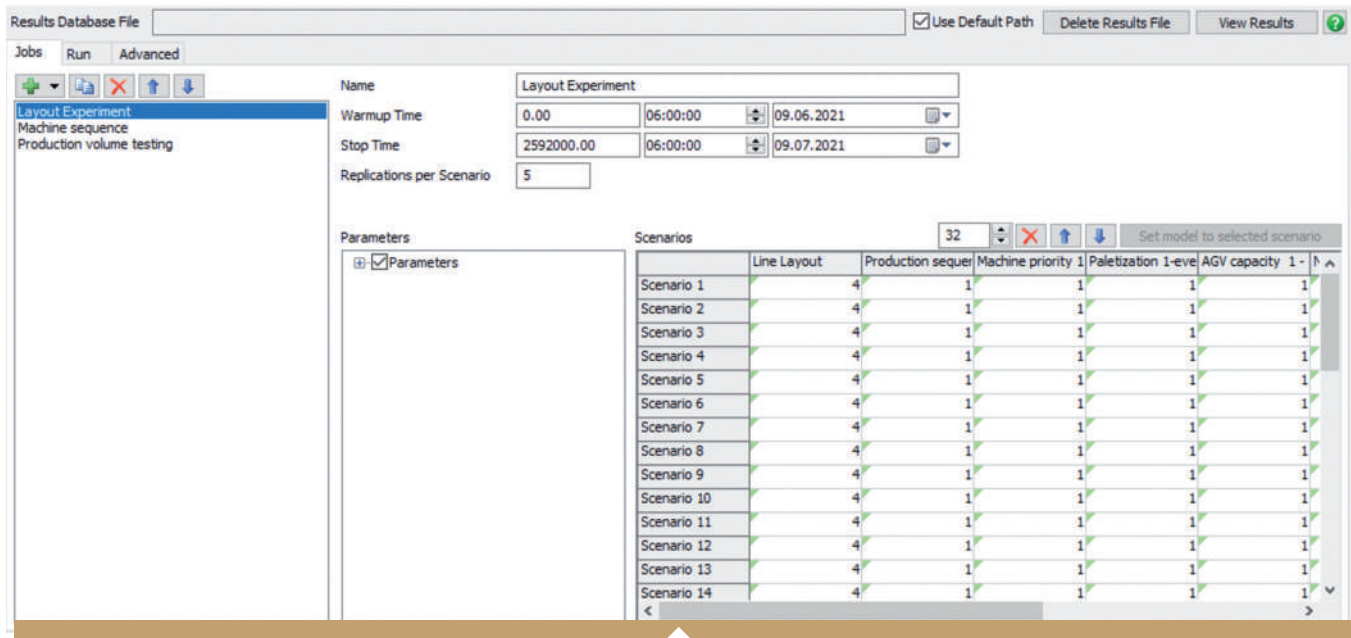 Results Database File Use Default Path Delete Results File View Results
Jobs Run Advanced
Layout Experiment
Machine sequence
Production volume testing
Name Layout Experiment
Warmup Time 0.00 06:00:00 09.06.2021
Stop Time 2592000.00 06:00:00 09.07.2021
Replications per Scenario 5
Parameters
Parameters
Scenarios 32 Set model to selected scenario
Line Layout Production sequer Machine priority 1 Paletization 1-eve AGV capacity 1 -
Scenario 1 4 1 1 1 1
Scenario 2 4 1 1 1 1
Scenario 3 4 1 1 1 1
Scenario 4 4 1 1 1 1
Scenario 5 4 1 1 1 1
Scenario 6 4 1 1 1 1
Scenario 7 4 1 1 1 1
Scenario 8 4 1 1 1 1
Scenario 9 4 1 1 1 1
Scenario 10 4 1 1 1 1
Scenario 11 4 1 1 1 1
Scenario 12 4 1 1 1 1
Scenario 13 4 1 1 1 1
Scenario 14 4 1 1 1 1